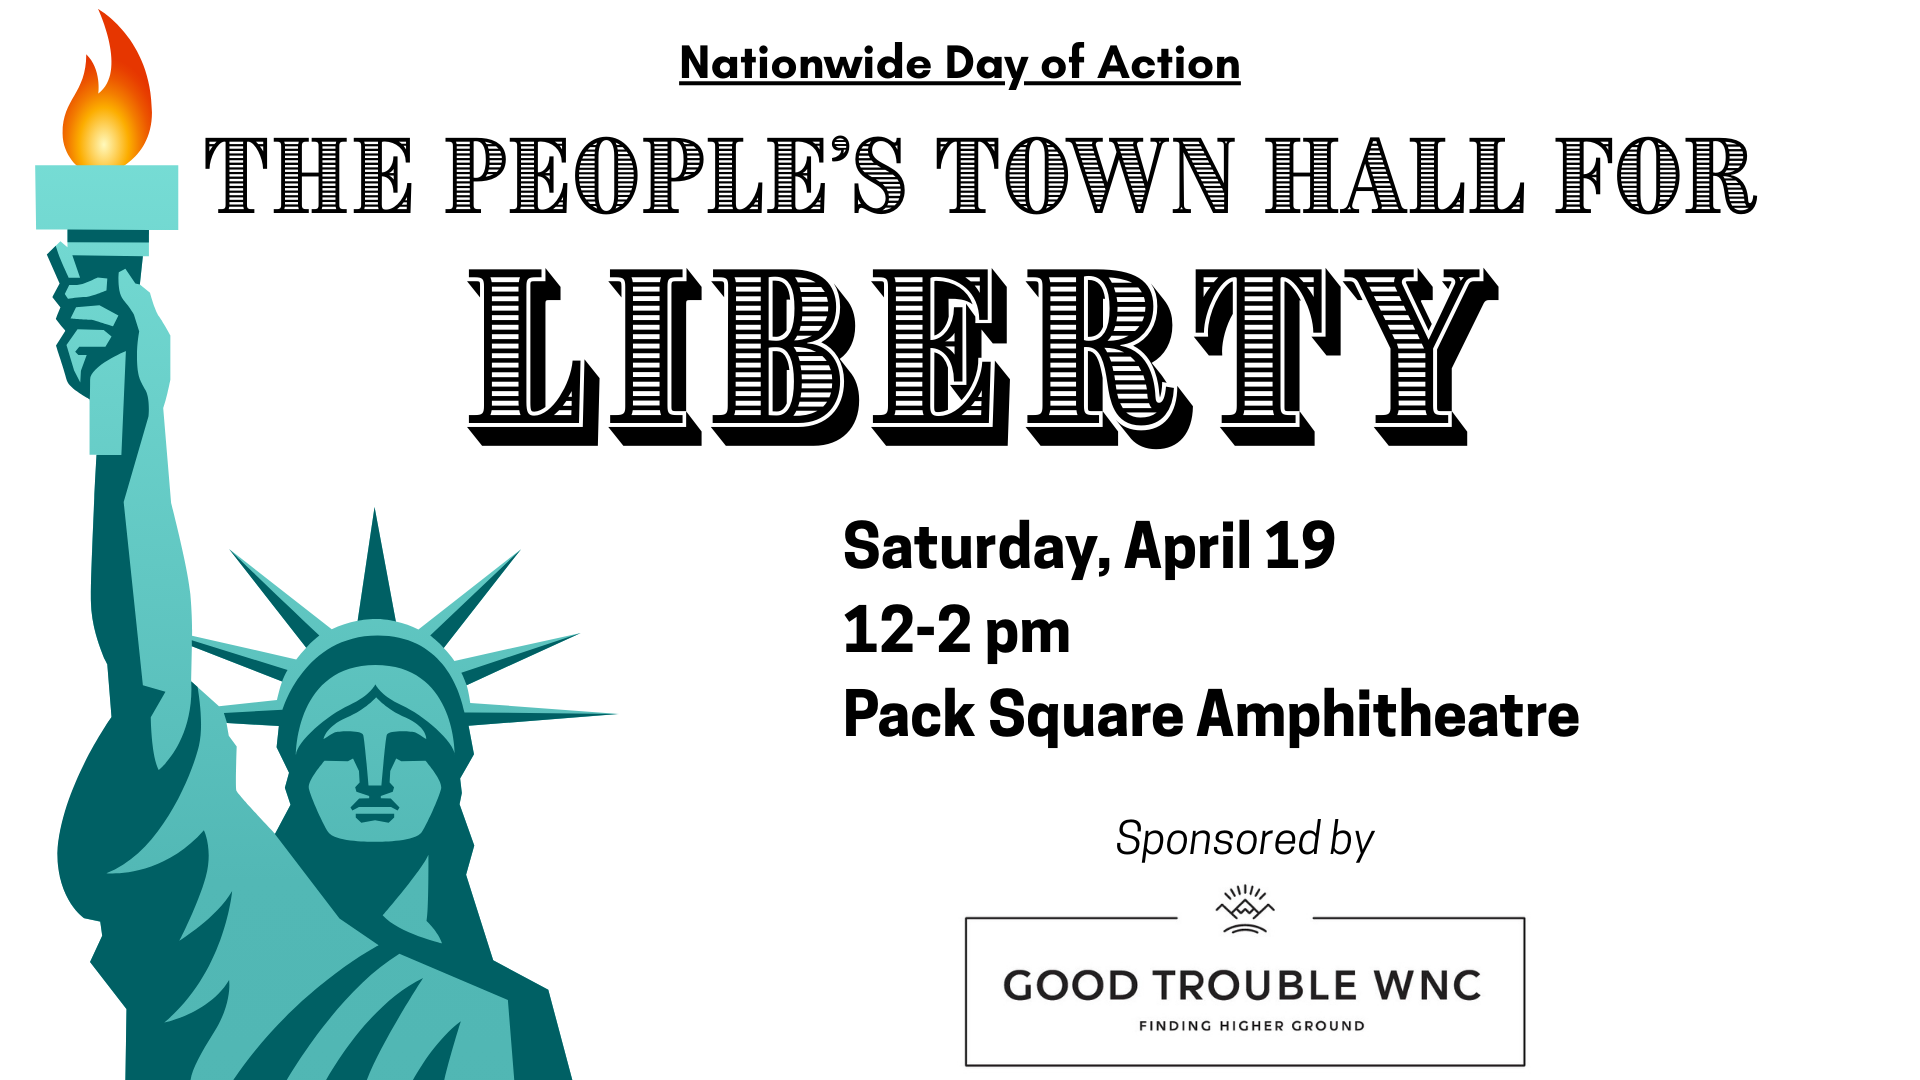 Nationwide Day of Action
THE PEOPLE’S TOWN HALL FOR
LIBERTY
Saturday, April 19
12-2 pm
Pack Square Amphitheatre
Sponsored by
GOOD TROUBLE WNC
FINDING HIGHER GROUND